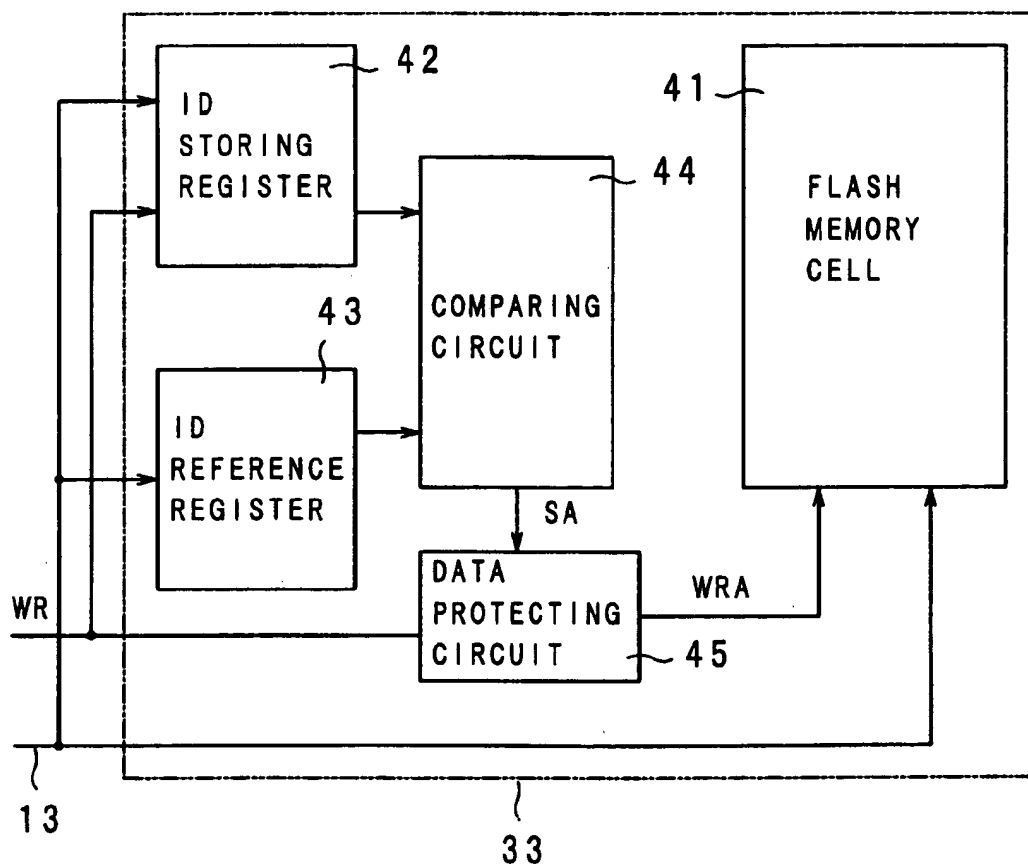 42
ID
STORING
REGISTER
41
FLASH
MEMORY
CELL
44
COMPARING
CIRCUIT
43
ID
REFERENCE
REGISTER
SA
DATA
PROTECTING
CIRCUIT
WRA
WR
45
13
33